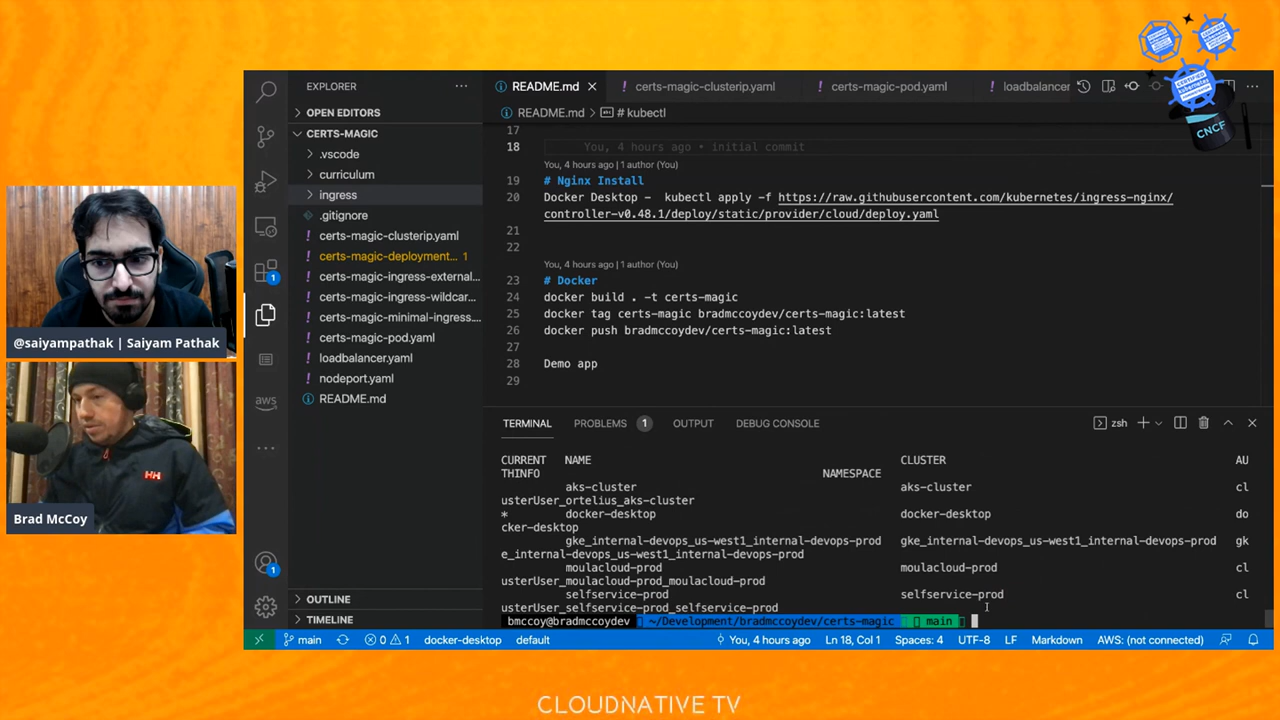 EXPLORER
OPEN EDITORS
CERTS-MAGIC
.vscode
curriculum
ingress
.gitignore
certs-magic-clusterip.yaml
certs-magic-deployment... 1
certs-magic-ingress-external...
certs-magic-ingress-wildcar...
certs-magic-minimal-ingress....
certs-magic-pod.yaml
loadbalancer.yaml
nodeport.yaml
README.md
OUTLINE
TIMELINE
README.md
certs-magic-clusterip.yaml
certs-magic-pod.yaml
loadbalancer
README.md > # kubectl
17
18 You, 4 hours ago • initial commit
You, 4 hours ago | 1 author (You)
19 # Nginx Install
20 Docker Desktop - kubectl apply -f https://raw.githubusercontent.com/kubernetes/ingress-nginx/
controller-v0.48.1/deploy/static/provider/cloud/deploy.yaml
21
22
You, 4 hours ago | 1 author (You)
23 # Docker
24 docker build . -t certs-magic
25 docker tag certs-magic bradmccoydev/certs-magic:latest
26 docker push bradmccoydev/certs-magic:latest
27
28 Demo app
29
TERMINAL PROBLEMS 1 OUTPUT DEBUG CONSOLE zsh
CURRENT NAME CLUSTER AU
THINFO NAMESPACE
aks-cluster aks-cluster cl
usterUser_ortelius_aks-cluster
* docker-desktop docker-desktop do
cker-desktop
gke_internal-devops_us-west1_internal-devops-prod gke_internal-devops_us-west1_internal-devops-prod gk
e_internal-devops_us-west1_internal-devops-prod
moulacloud-prod moulacloud-prod cl
usterUser_moulacloud-prod_moulacloud-prod
selfservice-prod selfservice-prod cl
usterUser_selfservice-prod_selfservice-prod
bmccoy@bradmccoydev ~/Development/bradmccoydev/certs-magic main
main 0 1 docker-desktop default You, 4 hours ago Ln 18, Col 1 Spaces: 4 UTF-8 LF Markdown AWS: (not connected)
aws
1
1
@saiyampathak | Saiyam Pathak
Brad McCoy
HH
CNCF
CLOUDNATIVE TV